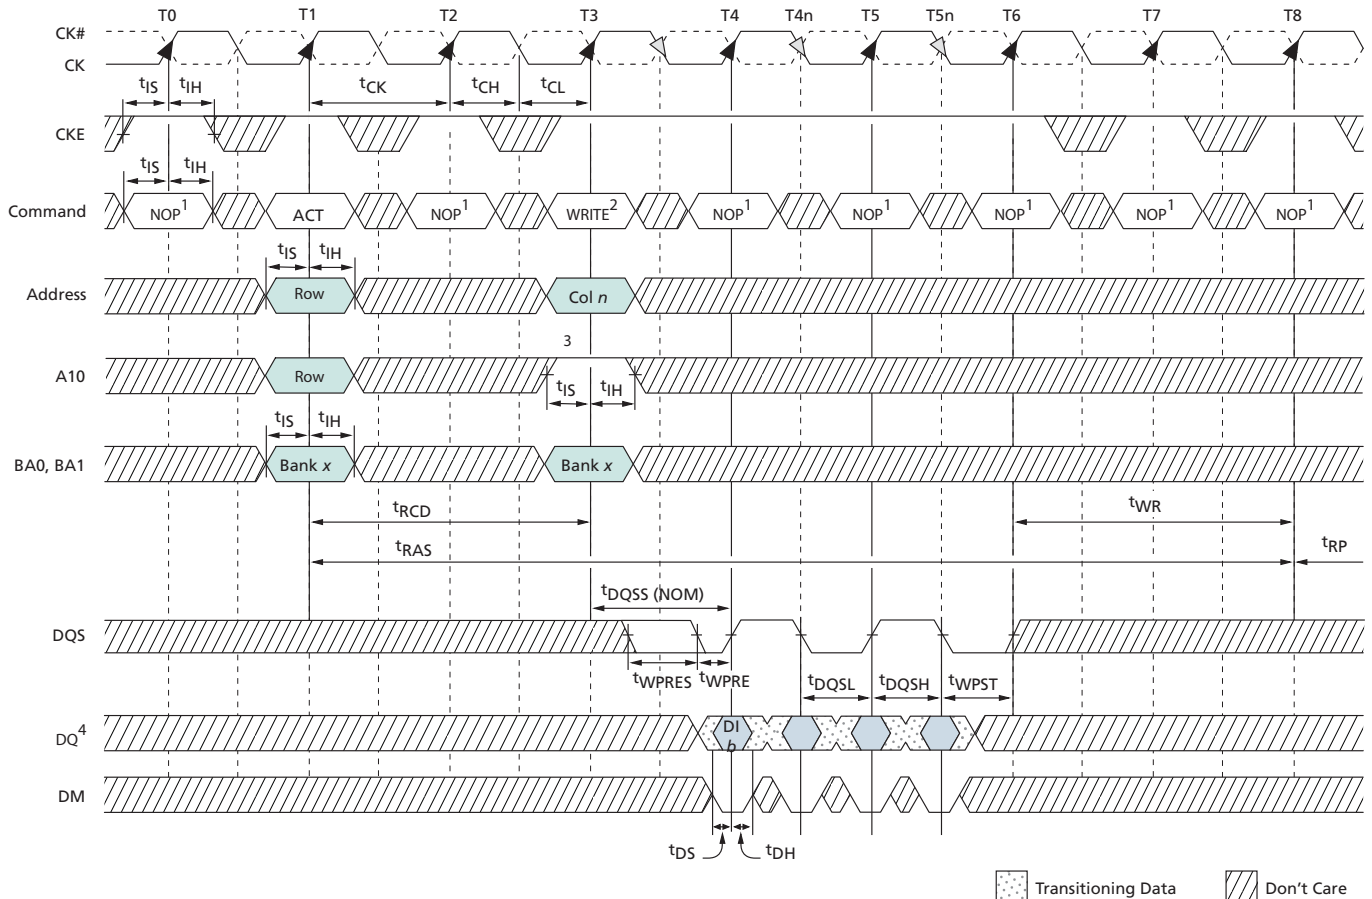 T0 T1 T2 T3 T4 T4n T5 T5n T6 T7 T8
CK#
CK
tIS tIH tCK tCH tCL
CKE
tIS tIH
Command NOP1 ACT NOP1 WRITE2 NOP1 NOP1 NOP1 NOP1 NOP1
tIS tIH
Address Row Col n
3
A10 Row
tIS tIH
tIS tIH
BA0, BA1 Bank x Bank x
tRCD tWR
tRAS tRP
tDQSS (NOM)
DQS
tWPRES tWPRE tDQSL tDQSH tWPST
DQ4 DI
b
DM
tDS tDH
Transitioning Data Don't Care